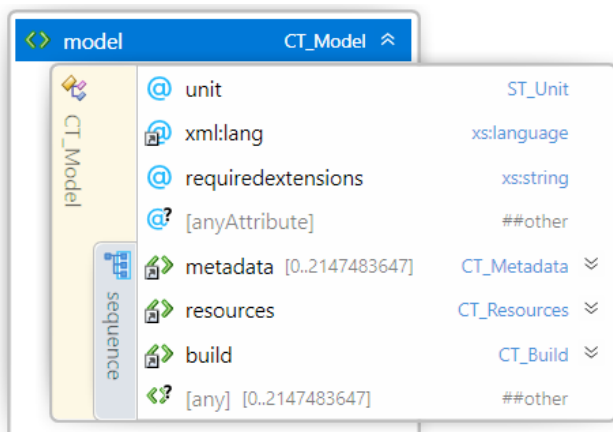 model CT_Model
CT_Model
unit ST_Unit
xml:lang xs:language
requiredextensions xs:string
[anyAttribute] ##other
sequence
metadata [0..2147483647] CT_Metadata
resources CT_Resources
build CT_Build
[any] [0..2147483647] ##other